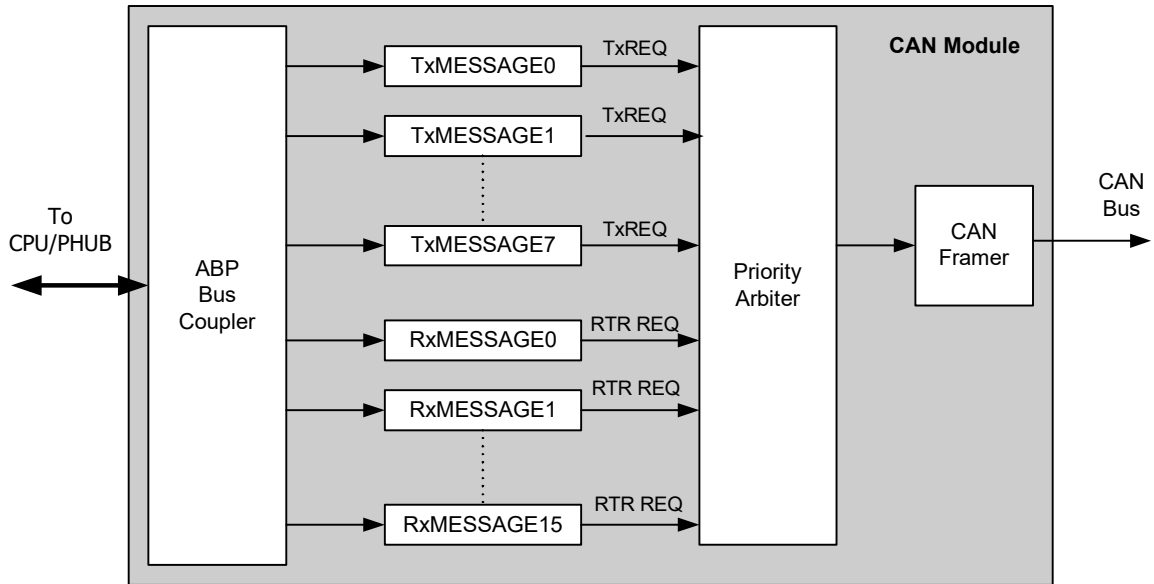 CAN Module
TxMESSAGE0
TxREQ
TxMESSAGE1
TxREQ
TxMESSAGE7
TxREQ
To
CPU/PHUB
ABP
Bus
Coupler
RxMESSAGE0
RTR REQ
RxMESSAGE1
RTR REQ
RxMESSAGE15
RTR REQ
Priority
Arbiter
CAN
Framer
CAN
Bus